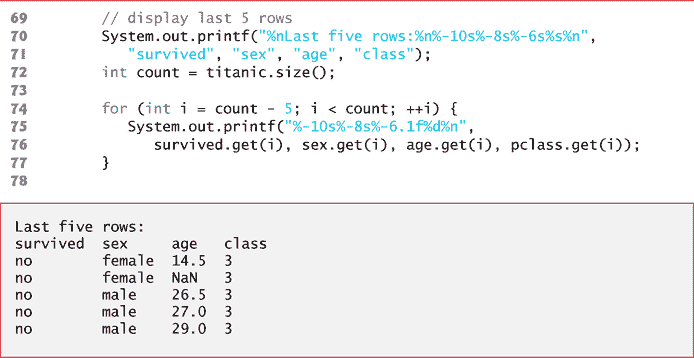 69 // display last 5 rows
70 System.out.printf("%nLast five rows:%n%-10s%-8s%-6s%s%n",
71 "survived", "sex", "age", "class");
72 int count = titanic.size();
73
74 for (int i = count - 5; i < count; ++i) {
75 System.out.printf("%-10s%-8s%-6.1f%d%n",
76 survived.get(i), sex.get(i), age.get(i), pclass.get(i));
77 }
78
Last five rows:
survived sex age class
no female 14.5 3
no female NaN 3
no male 26.5 3
no male 27.0 3
no male 29.0 3